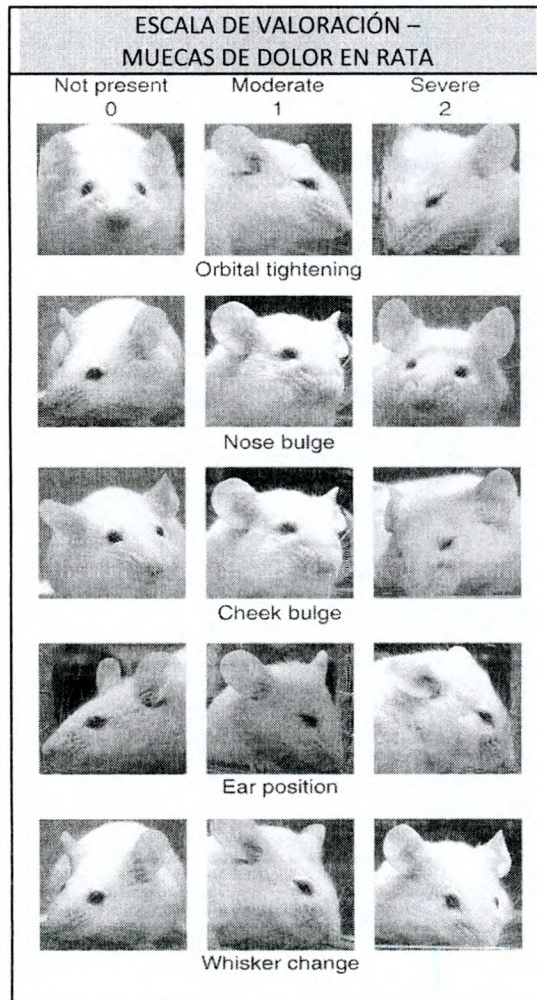 ESCALA DE VALORACIÓN –
MUECAS DE DOLOR EN RATA
Not present Moderate Severe
0 1 2
Orbital tightening
Nose bulge
Cheek bulge
Ear position
Whisker change